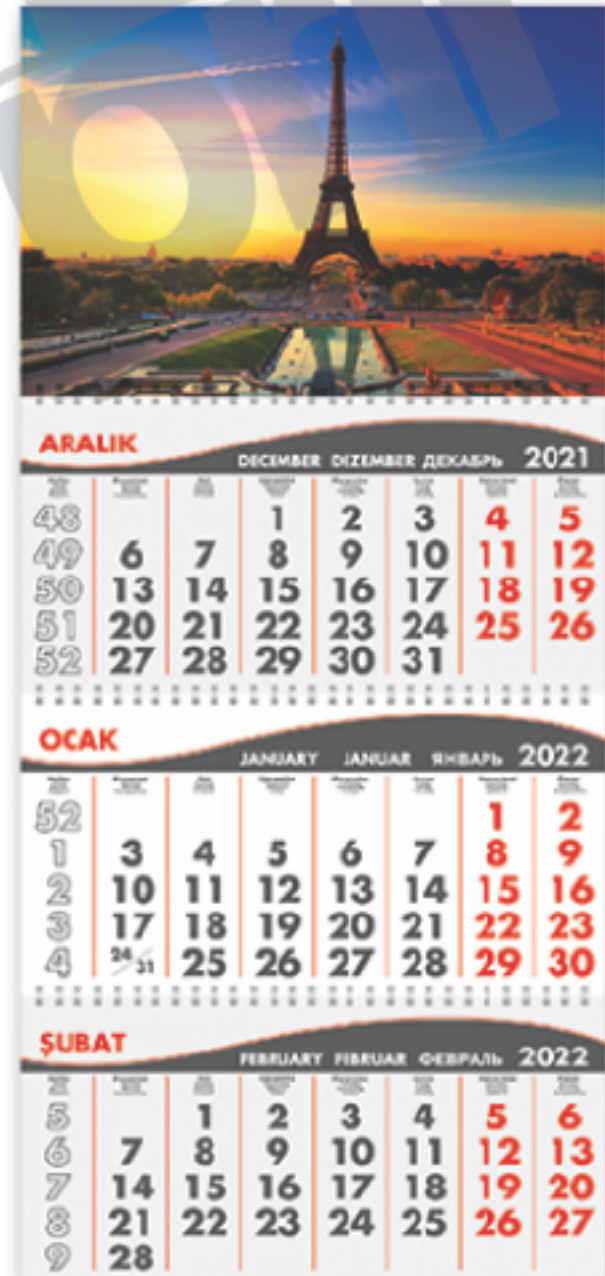 ARALIK
DECEMBER DIZEMBER ДЕКАБРЬ 2021
48 1 2 3 4 5
49 6 7 8 9 10 11 12
50 13 14 15 16 17 18 19
51 20 21 22 23 24 25 26
52 27 28 29 30 31
OCAK
JANUARY JANUAR ЯНВАРЬ 2022
52 1 2
1 3 4 5 6 7 8 9
2 10 11 12 13 14 15 16
3 17 18 19 20 21 22 23
4 24/31 25 26 27 28 29 30
ŞUBAT
FEBRUARY FIBRUAR ФЕВРАЛЬ 2022
5 1 2 3 4 5 6
6 7 8 9 10 11 12 13
7 14 15 16 17 18 19 20
8 21 22 23 24 25 26 27
9 28